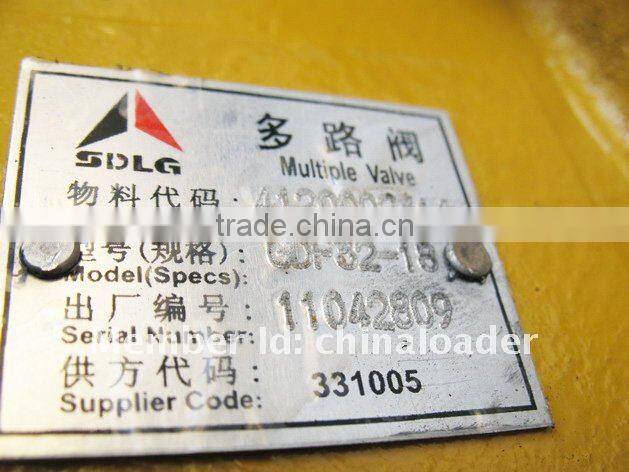 SDLG
多路阀
Multiple Valve
物料代码:
trade.china.cn
型号(规格):
Model(Specs):
出厂编号: 11042809
Serial Number:
Member Id: chinaloader
供方代码: 331005
Supplier Code: